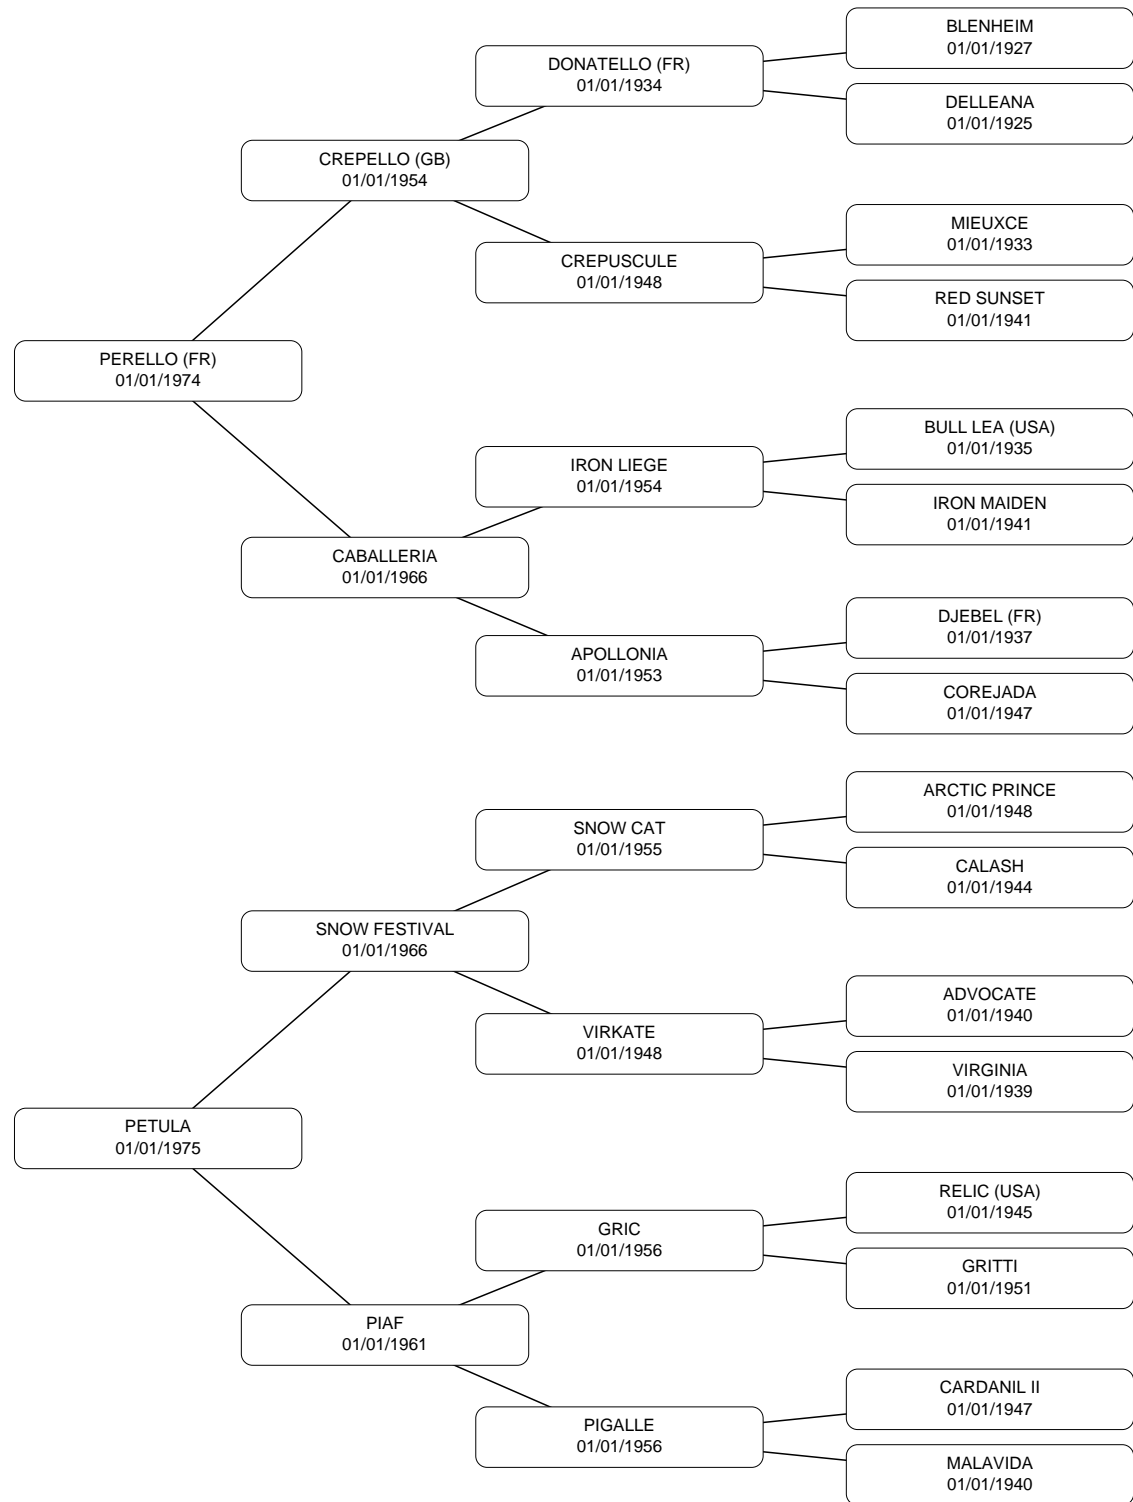 BLENHEIM
01/01/1927
DONATELLO (FR)
01/01/1934
DELLEANA
01/01/1925
CREPELLO (GB)
01/01/1954
MIEUXCE
01/01/1933
CREPUSCULE
01/01/1948
RED SUNSET
01/01/1941
PERELLO (FR)
01/01/1974
BULL LEA (USA)
01/01/1935
IRON LIEGE
01/01/1954
IRON MAIDEN
01/01/1941
CABALLERIA
01/01/1966
DJEBEL (FR)
01/01/1937
APOLLONIA
01/01/1953
COREJADA
01/01/1947
ARCTIC PRINCE
01/01/1948
SNOW CAT
01/01/1955
CALASH
01/01/1944
SNOW FESTIVAL
01/01/1966
ADVOCATE
01/01/1940
VIRKATE
01/01/1948
VIRGINIA
01/01/1939
PETULA
01/01/1975
RELIC (USA)
01/01/1945
GRIC
01/01/1956
GRITTI
01/01/1951
PIAF
01/01/1961
CARDANIL II
01/01/1947
PIGALLE
01/01/1956
MALAVIDA
01/01/1940